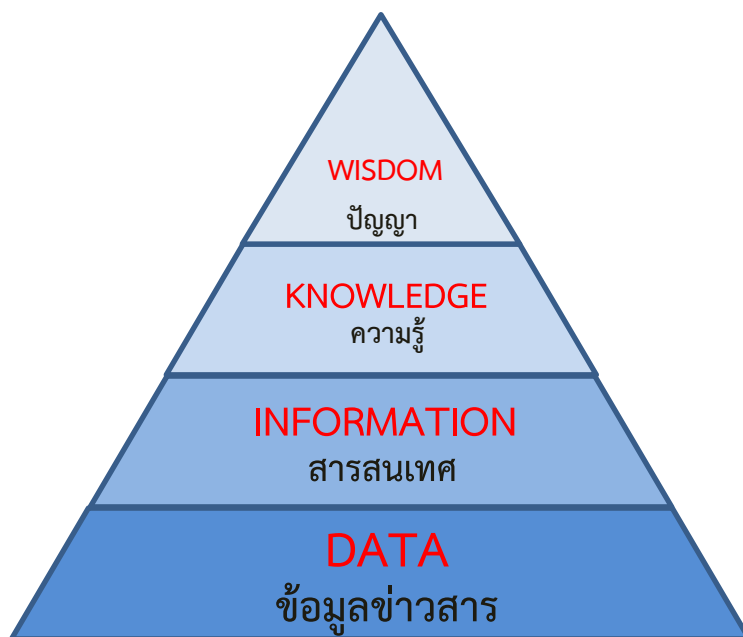 WISDOM
ปัญญา
KNOWLEDGE
ความรู้
INFORMATION
สารสนเทศ
DATA
ข้อมูลข่าวสาร